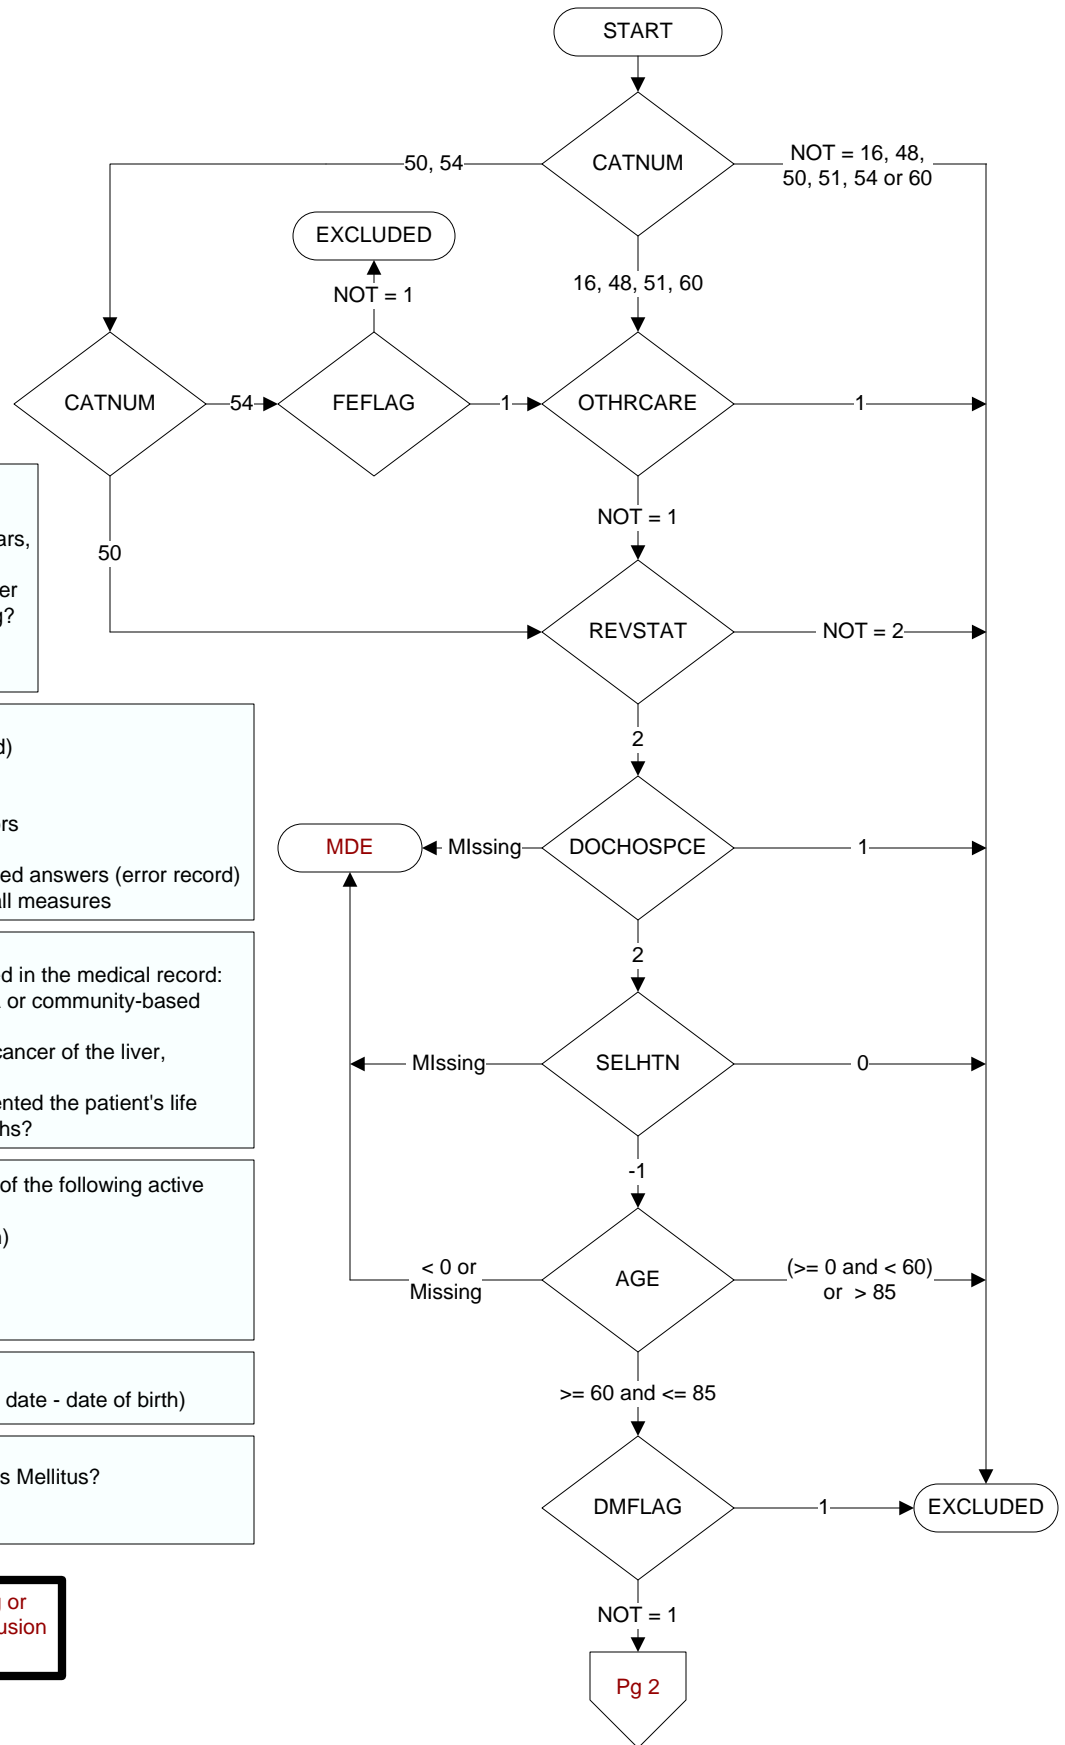 START
CATNUM
50, 54
NOT = 16, 48,
50, 51, 54 or 60
EXCLUDED
NOT = 1
16, 48, 51, 60
CATNUM
54
FEFLAG
1
OTHRCARE
1
NOT = 1
50
REVSTAT
NOT = 2
2
MDE
MIssing
DOCHOSPCE
1
2
MIssing
SELHTN
0
-1
< 0 or
Missing
AGE
(>= 0 and < 60)
or > 85
>= 60 and <= 85
DMFLAG
1
EXCLUDED
NOT = 1
Pg 2
ars,
er
g?
d)
rs
ed answers (error record)
all measures
ed in the medical record:
or community-based
cancer of the liver,
ented the patient's life
hs?
of the following active
)
date - date of birth)
s Mellitus?
g or
usion